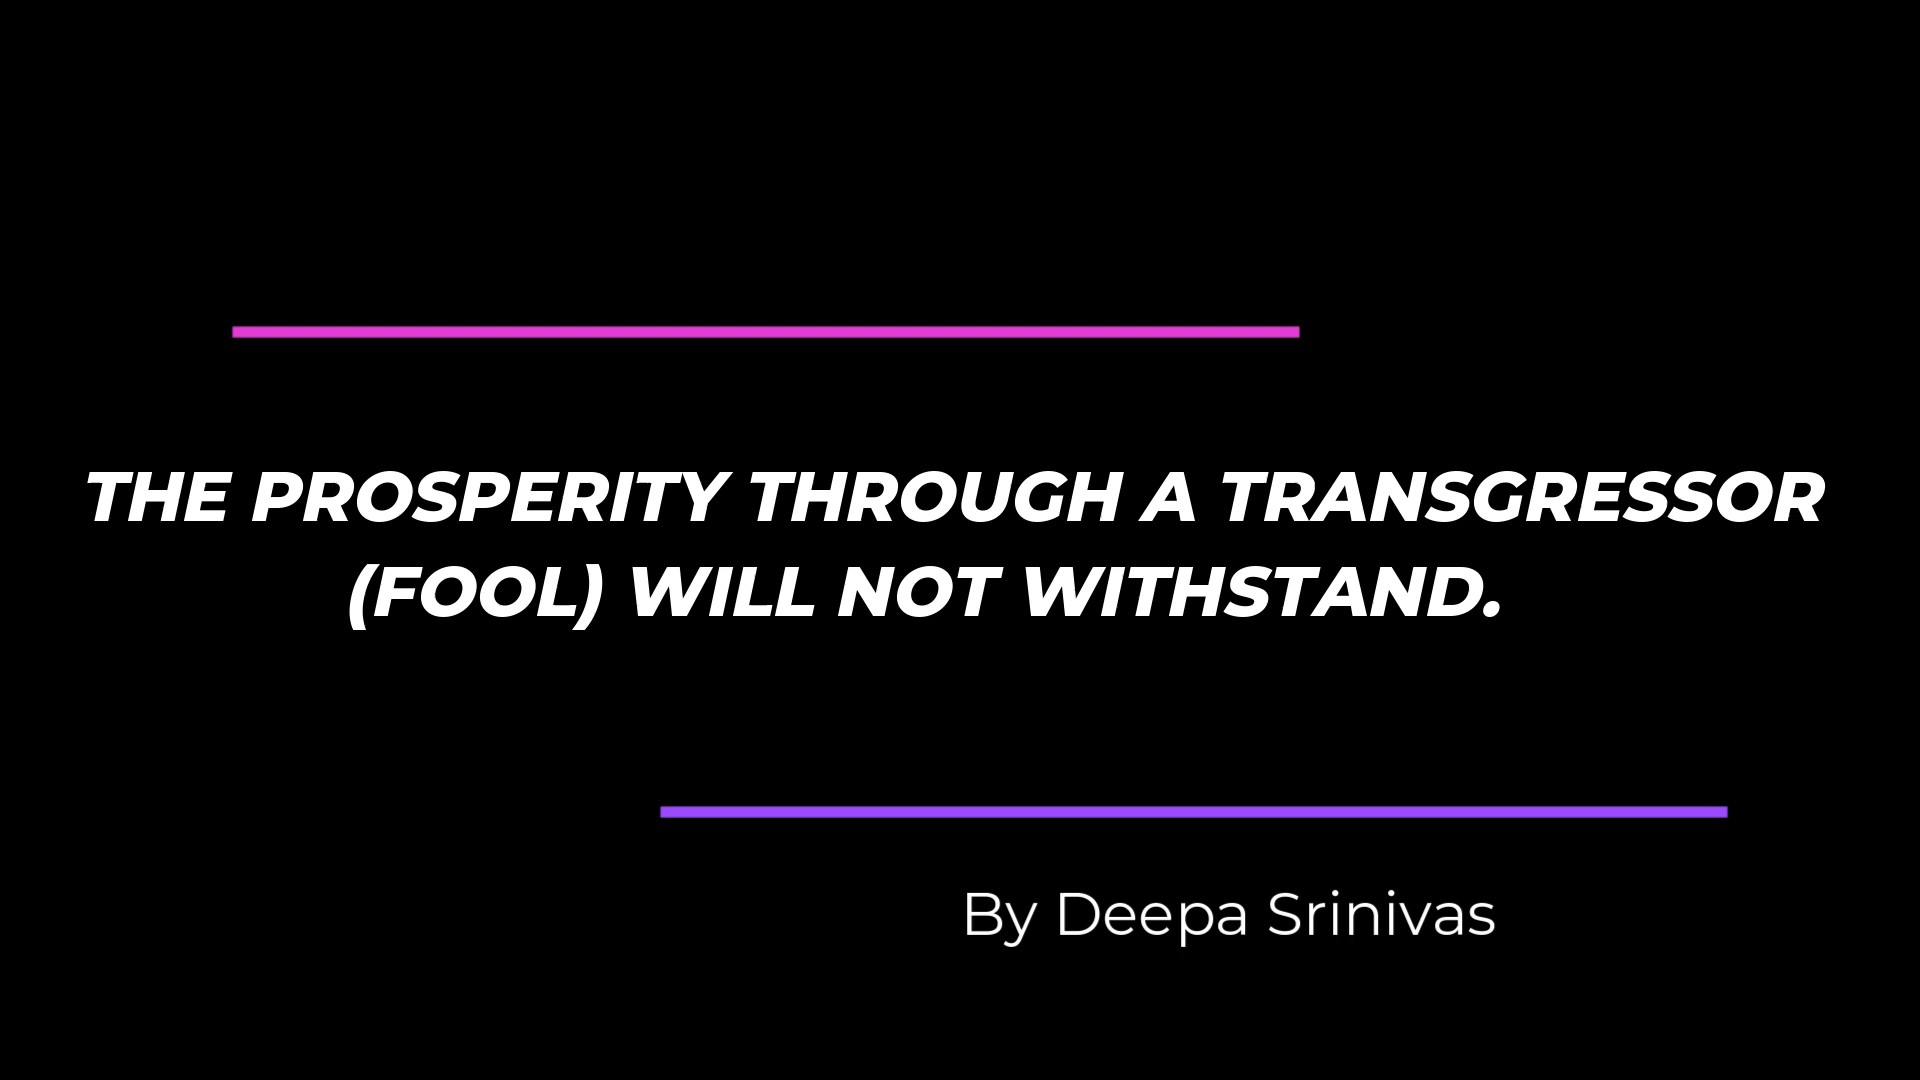 THE PROSPERITY THROUGH A TRANSGRESSOR
(FOOL) WILL NOT WITHSTAND.
By Deepa Srinivas